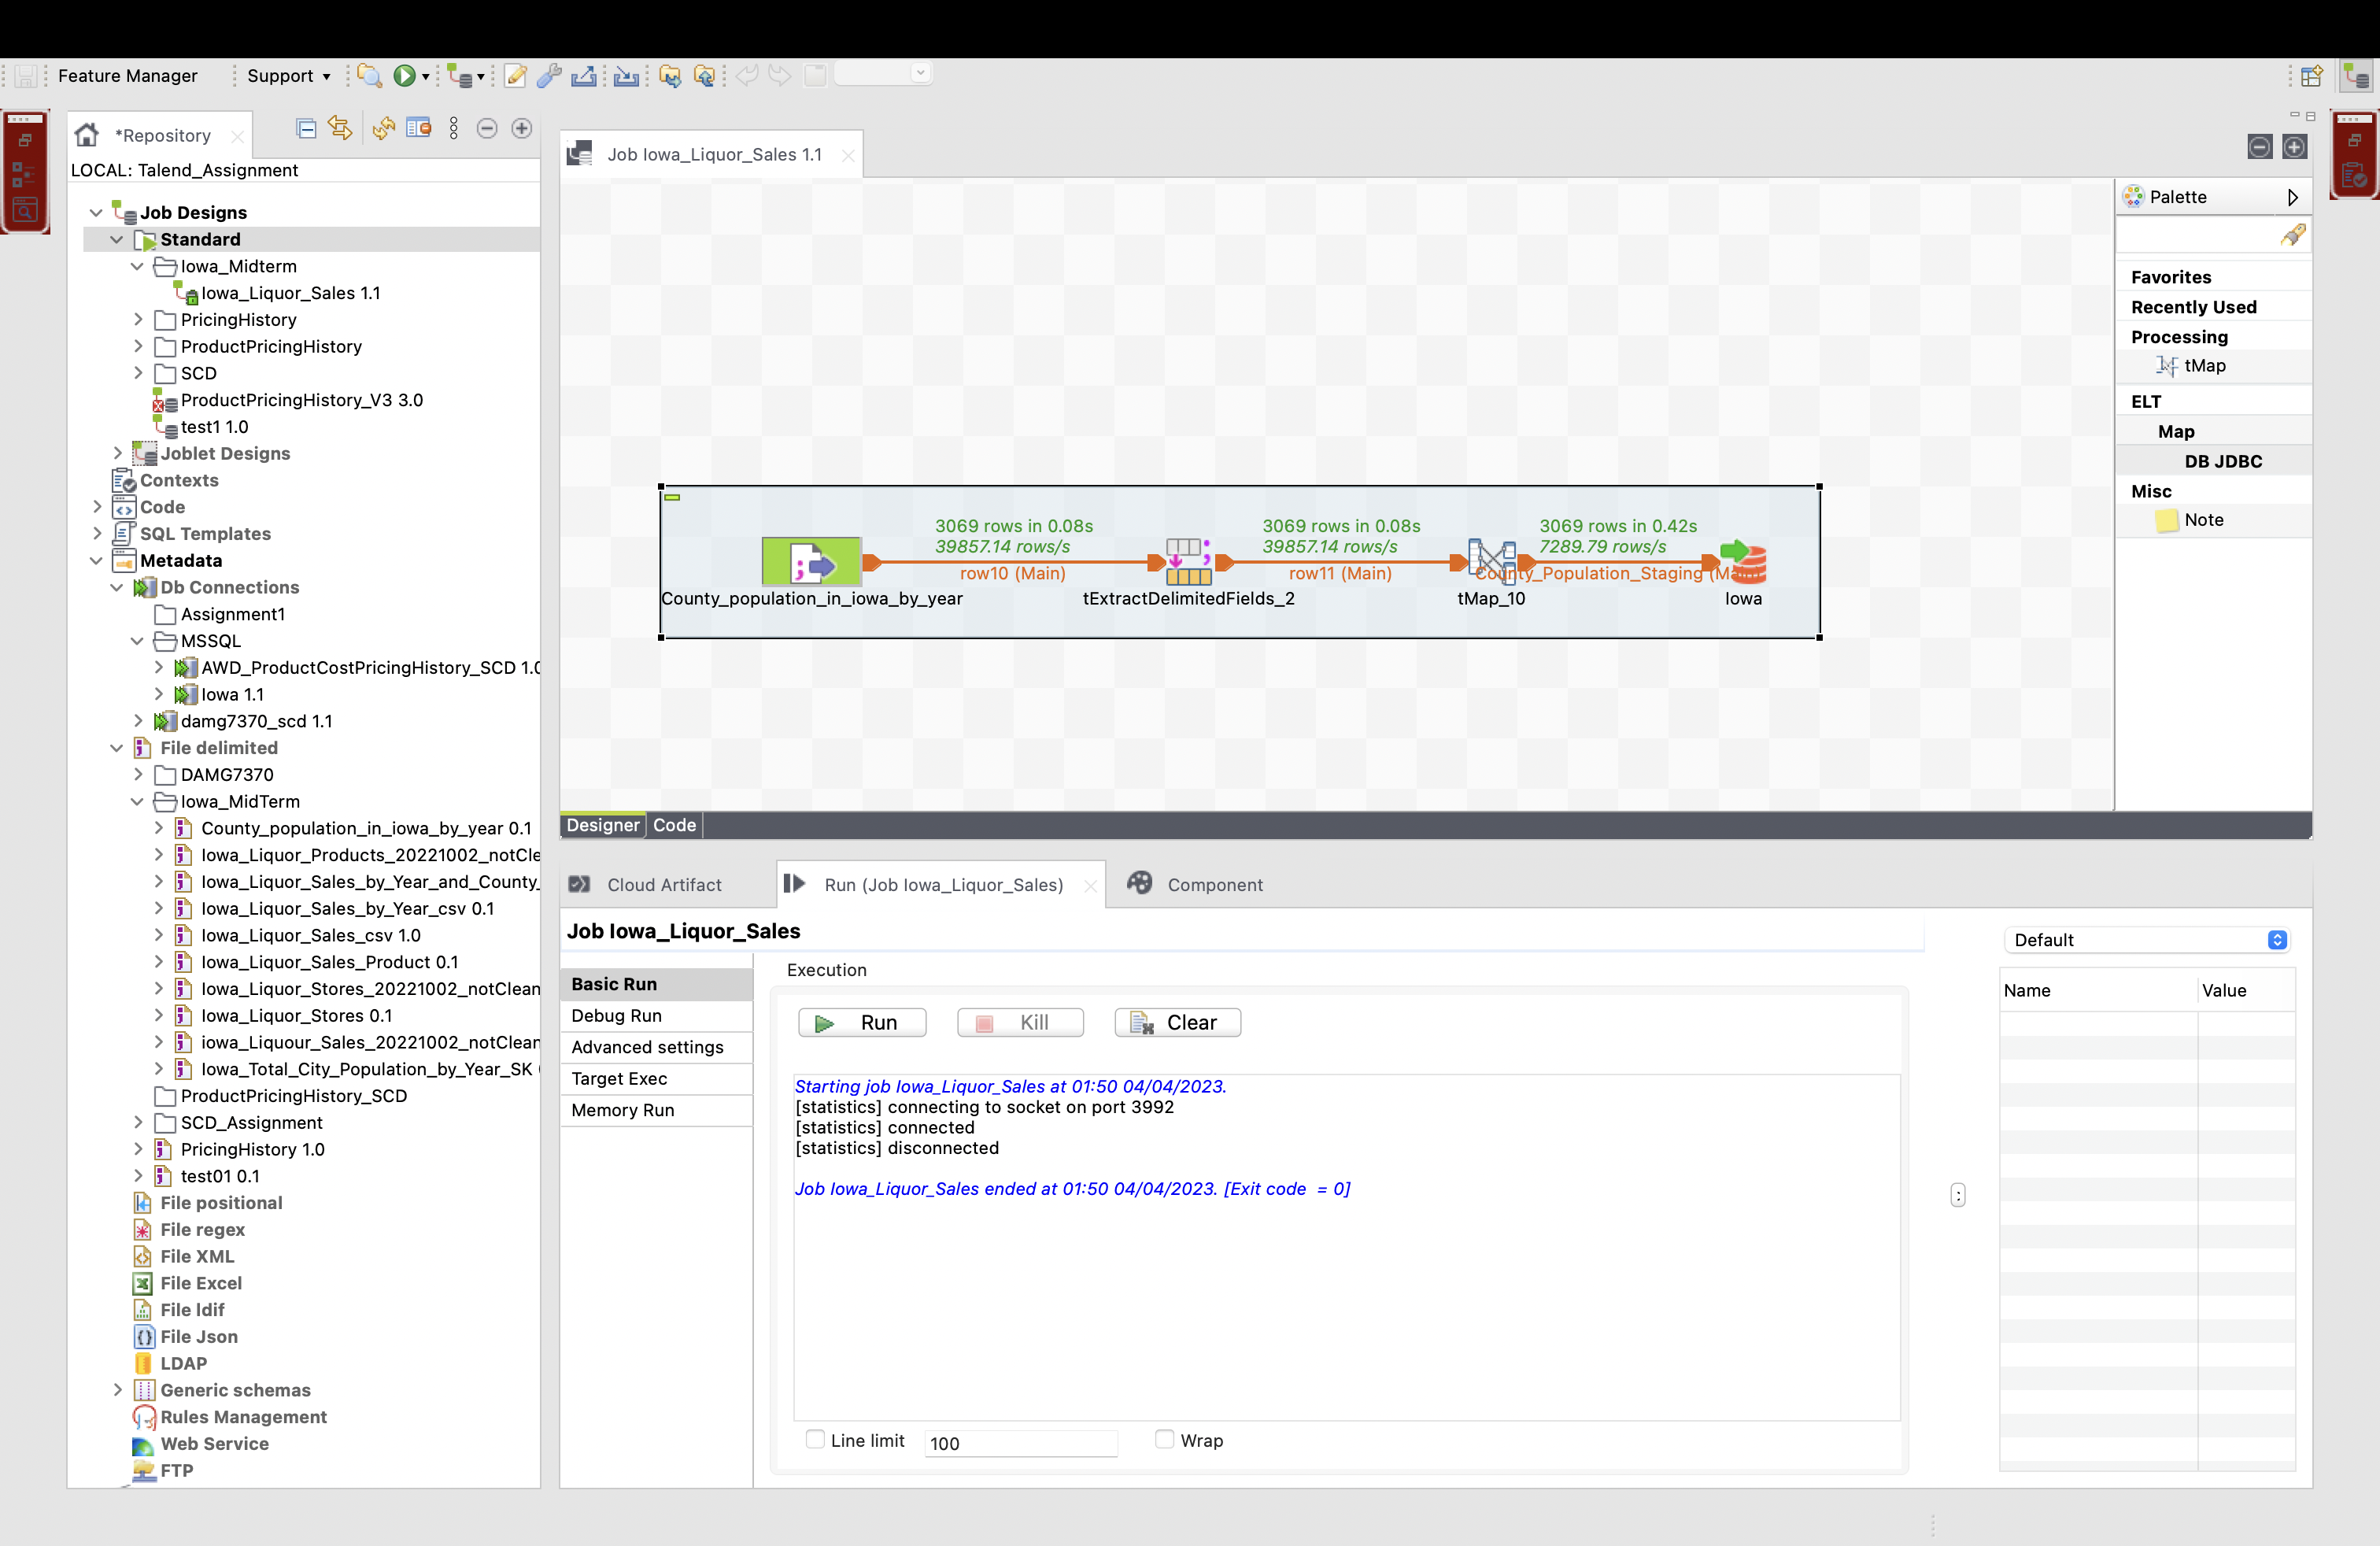 Feature Manager
Support
*Repository
LOCAL: Talend_Assignment
Job Designs
Standard
Iowa_Midterm
Iowa_Liquor_Sales 1.1
PricingHistory
ProductPricingHistory
SCD
ProductPricingHistory_V3 3.0
test1 1.0
Joblet Designs
Contexts
Code
SQL Templates
Metadata
Db Connections
Assignment1
MSSQL
AWD_ProductCostPricingHistory_SCD 1.0
Iowa 1.1
damg7370_scd 1.1
File delimited
DAMG7370
Iowa_MidTerm
County_population_in_iowa_by_year 0.1
Iowa_Liquor_Products_20221002_notCle
Iowa_Liquor_Sales_by_Year_and_County_
Iowa_Liquor_Sales_by_Year_csv 0.1
Iowa_Liquor_Sales_csv 1.0
Iowa_Liquor_Sales_Product 0.1
Iowa_Liquor_Stores_20221002_notClean
Iowa_Liquor_Stores 0.1
iowa_Liquour_Sales_20221002_notClean
Iowa_Total_City_Population_by_Year_SK
ProductPricingHistory_SCD
SCD_Assignment
PricingHistory 1.0
test01 0.1
File positional
File regex
File XML
File Excel
File ldif
File Json
LDAP
Generic schemas
Rules Management
Web Service
FTP
Job Iowa_Liquor_Sales 1.1
3069 rows in 0.08s
39857.14 rows/s
row10 (Main)
3069 rows in 0.08s
39857.14 rows/s
row11 (Main)
3069 rows in 0.42s
7289.79 rows/s
County_Population_Staging (Main)
County_population_in_iowa_by_year
tExtractDelimitedFields_2
tMap_10
Iowa
Palette
Favorites
Recently Used
Processing
tMap
ELT
Map
DB JDBC
Misc
Note
Designer
Code
Cloud Artifact
Run (Job Iowa_Liquor_Sales)
Component
Job Iowa_Liquor_Sales
Basic Run
Debug Run
Advanced settings
Target Exec
Memory Run
Execution
Run
Kill
Clear
Starting job Iowa_Liquor_Sales at 01:50 04/04/2023.
[statistics] connecting to socket on port 3992
[statistics] connected
[statistics] disconnected
Job Iowa_Liquor_Sales ended at 01:50 04/04/2023. [Exit code  = 0]
Line limit
100
Wrap
Default
Name
Value